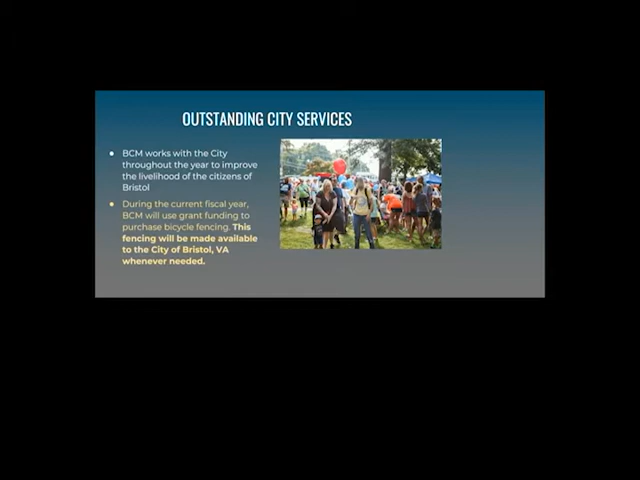 OUTSTANDING CITY SERVICES
BCM works with the City
throughout the year to improve
the livelihood of the citizens of
Bristol
During the current fiscal year,
BCM will use grant funding to
purchase bicycle fencing. This
fencing will be made available
to the City of Bristol, VA
whenever needed.